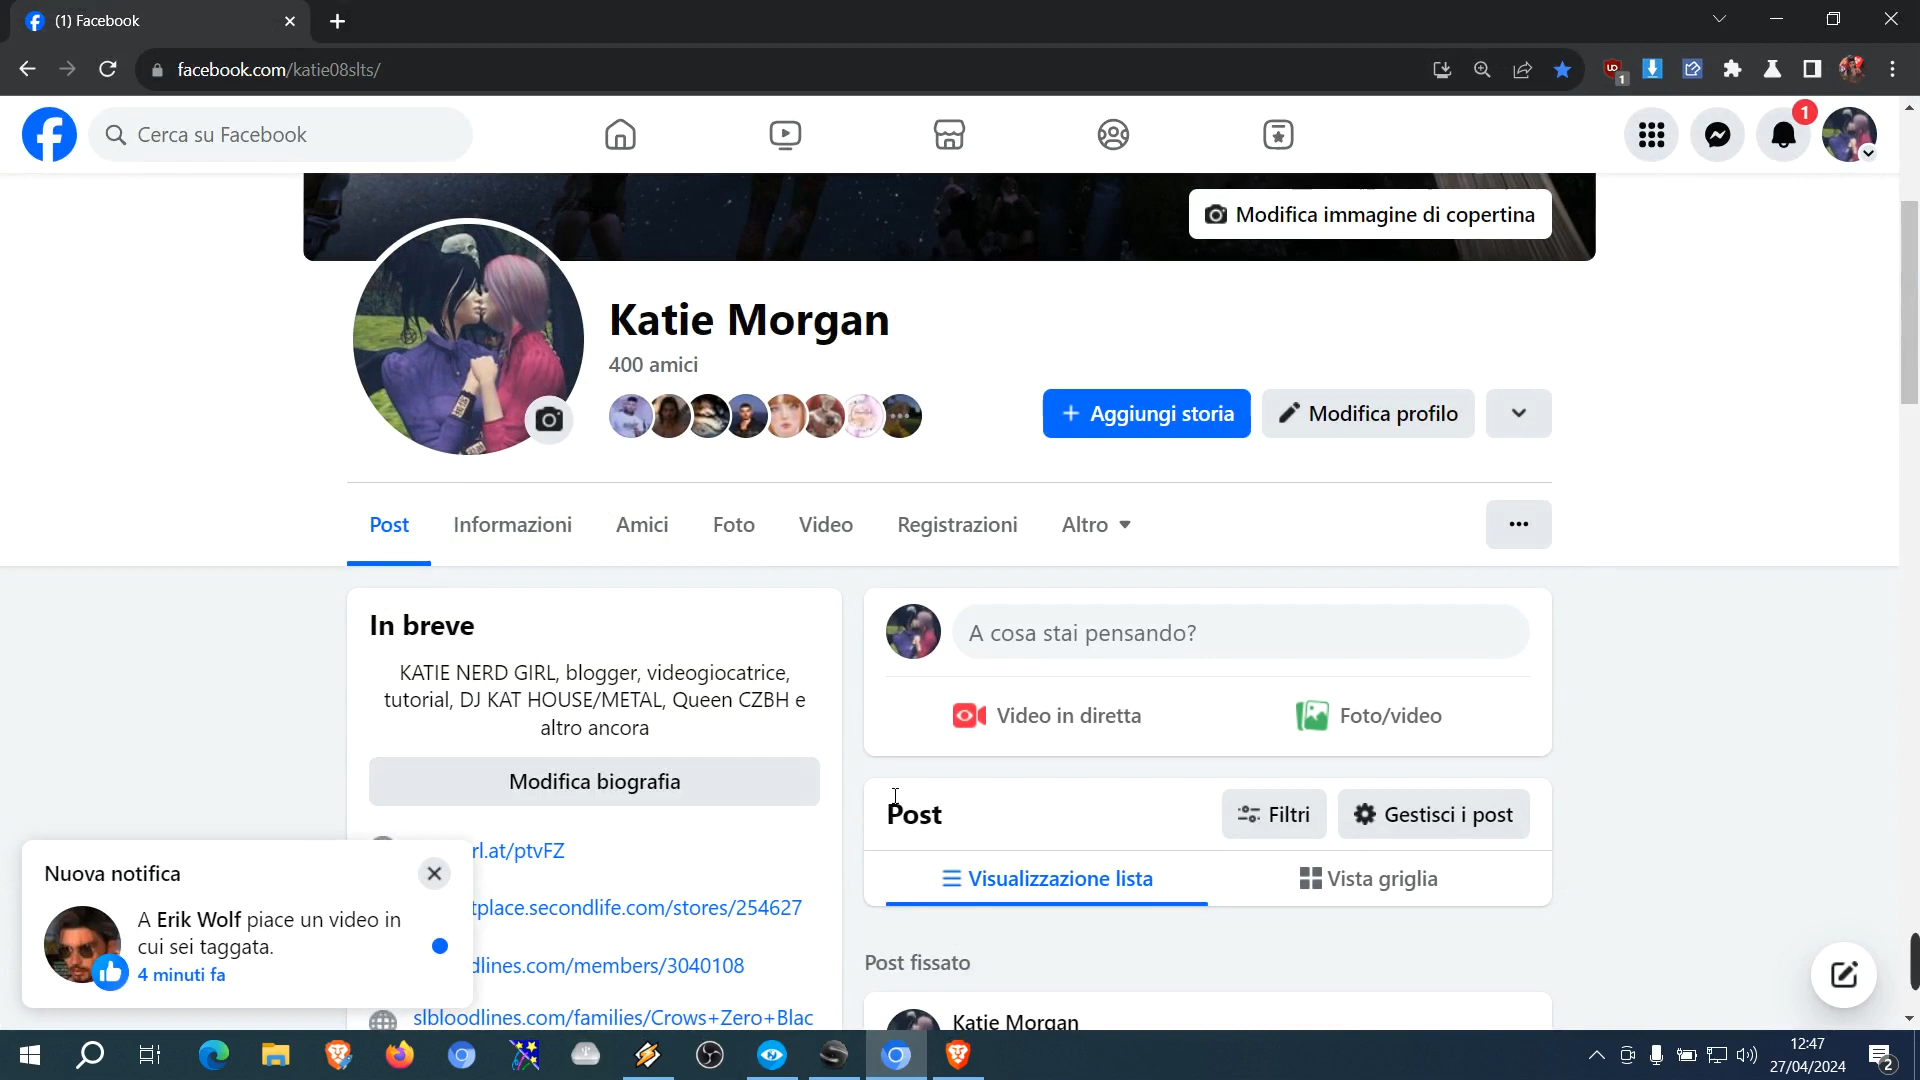 (1) Facebook
facebook.com/katie08slts/
1
Cerca su Facebook
1
Modifica immagine di copertina
Katie Morgan
400 amici
+ Aggiungi storia
Modifica profilo
Post
Informazioni
Amici
Foto
Video
Registrazioni
Altro
In breve
KATIE NERD GIRL, blogger, videogiocatrice,
tutorial, DJ KAT HOUSE/METAL, Queen CZBH e
altro ancora
Modifica biografia
rl.at/ptvFZ
tplace.secondlife.com/stores/254627
dlines.com/members/3040108
slbloodlines.com/families/Crows+Zero+Blac
A cosa stai pensando?
Video in diretta
Foto/video
Post
Filtri
Gestisci i post
Visualizzazione lista
Vista griglia
Post fissato
Katie Morgan
Nuova notifica
A Erik Wolf piace un video in
cui sei taggata.
4 minuti fa
12:47
27/04/2024
2